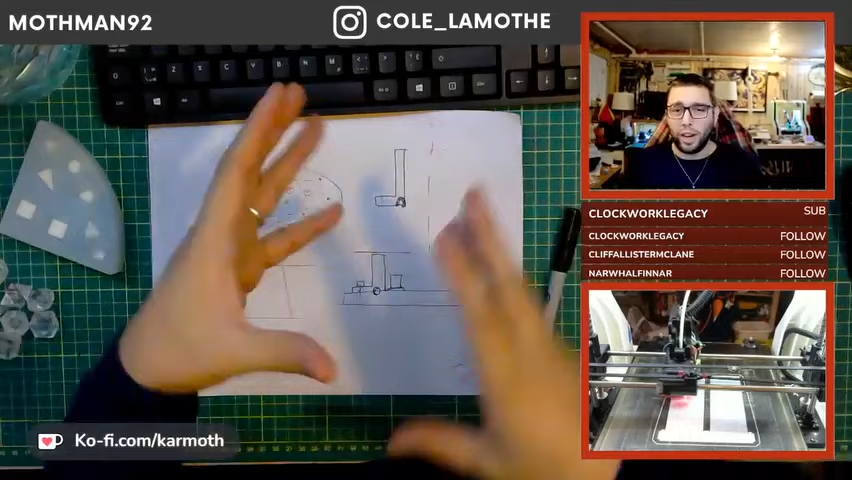 MOTHMAN92
COLE_LAMOTHE
CLOCKWORKLEGACY SUB
CLOCKWORKLEGACY FOLLOW
CLIFFALLISTERMCLANE FOLLOW
NARWHALFINNAR FOLLOW
Ko-fi.com/karmoth
Z X C V B N M